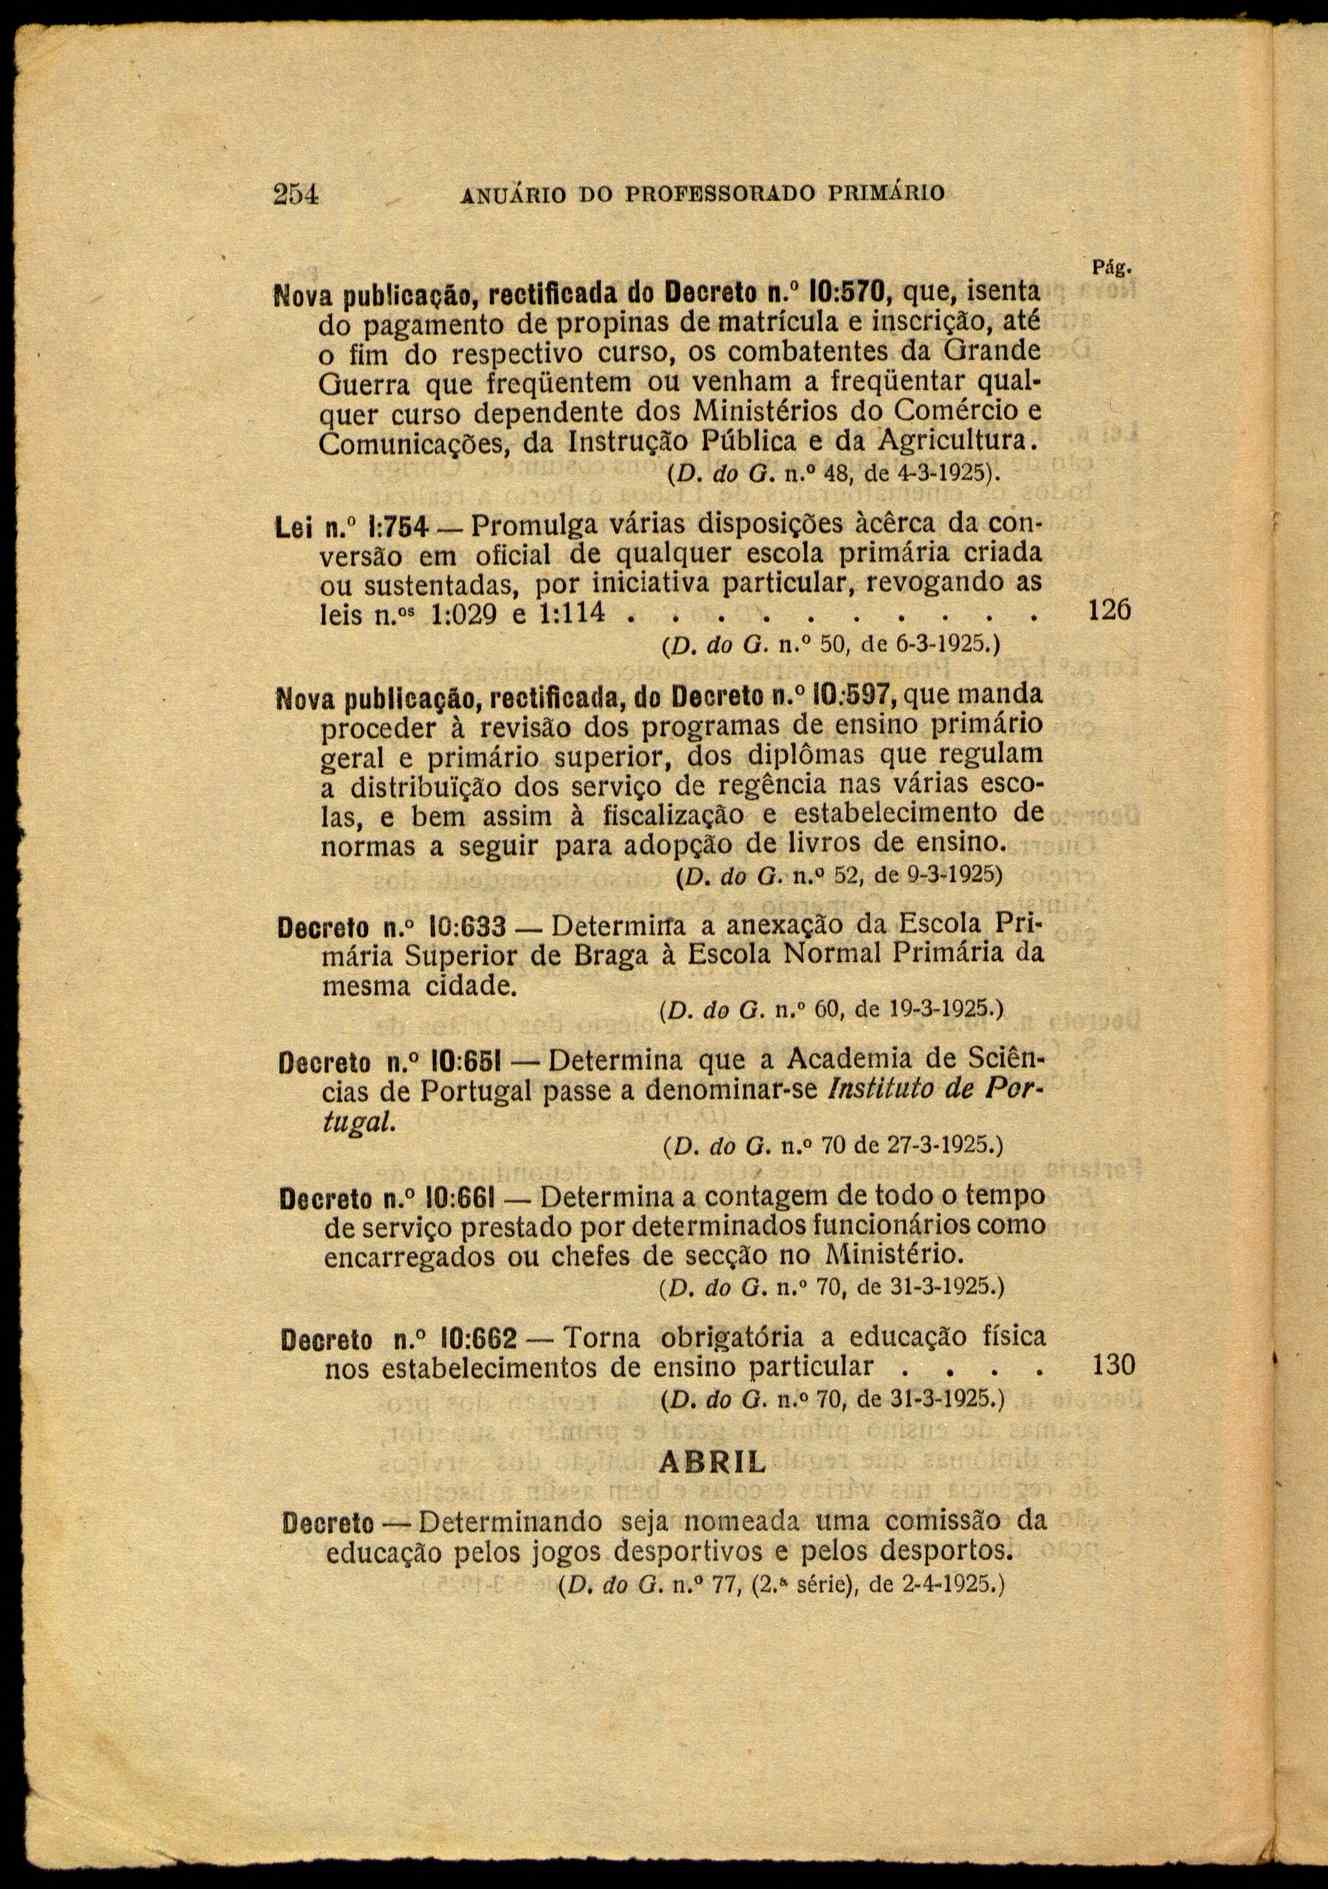 254 ANUÁRIO DO PROFESSORADO PRIMÁRIO
Pág.
Nova publicação, rectificada do Decreto n.º 10:570, que, isenta
do pagamento de propinas de matrícula e inscrição, até
o fim do respectivo curso, os combatentes da Grande
Guerra que freqüentem ou venham a freqüentar qual-
quer curso dependente dos Ministérios do Comércio e
Comunicações, da Instrução Pública e da Agricultura.
(D. do G. n.º 48, de 4-3-1925).
Lei n.º 1:754 — Promulga várias disposições àcêrca da con-
versão em oficial de qualquer escola primária criada
ou sustentadas, por iniciativa particular, revogando as
leis n.os 1:029 e 1:114 . . . . . . . . . . 126
(D. do G. n.º 50, de 6-3-1925.)
Nova publicação, rectificada, do Decreto n.º 10:597, que manda
proceder à revisão dos programas de ensino primário
geral e primário superior, dos diplômas que regulam
a distribuïção dos serviço de regência nas várias esco-
las, e bem assim à fiscalização e estabelecimento de
normas a seguir para adopção de livros de ensino.
(D. do G. n.º 52, de 9-3-1925)
Decreto n.º 10:633 — Determina a anexação da Escola Pri-
mária Superior de Braga à Escola Normal Primária da
mesma cidade.
(D. do G. n.º 60, de 19-3-1925.)
Decreto n.º 10:651 — Determina que a Academia de Sciên-
cias de Portugal passe a denominar-se Instituto de Por-
tugal.
(D. do G. n.º 70 de 27-3-1925.)
Decreto n.º 10:661 — Determina a contagem de todo o tempo
de serviço prestado por determinados funcionários como
encarregados ou chefes de secção no Ministério.
(D. do G. n.º 70, de 31-3-1925.)
Decreto n.º 10:662 — Torna obrigatória a educação física
nos estabelecimentos de ensino particular . . . . 130
(D. do G. n.º 70, de 31-3-1925.)
ABRIL
Decreto — Determinando seja nomeada uma comissão da
educação pelos jogos desportivos e pelos desportos.
(D. do G. n.º 77, (2.ª série), de 2-4-1925.)